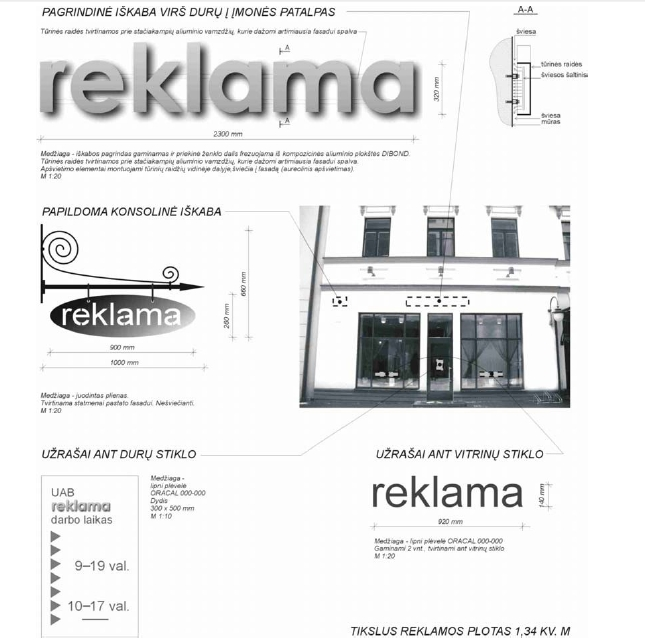 PAGRINDINĖ IŠKABA VIRŠ DURŲ Į ĮMONĖS PATALPAS
Tūrinės raidės tvirtinamos prie stačiakampių aliuminio vamzdžių, kurie dažomi artimiausia fasadui spalva
A
reklama
A
320 mm
2300 mm
Medžiaga - iškabos pagrindas gaminamas ir priekinė ženklo dalis frezuojama iš kompozicinės aliuminio plokštės DIBOND.
Tūrinės raidės tvirtinamos prie stačiakampių aliuminio vamzdžių, kurie dažomi artimiausia fasadui spalva.
Apšvietimo elementai montuojami tūrinių raidžių vidinėje dalyje,šviečia į fasadą (aureolinis apšvietimas).
M 1:20
A-A
šviesa
tūrinės raidės
šviesos šaltinis
šviesa
mūras
PAPILDOMA KONSOLINĖ IŠKABA
reklama
260 mm
660 mm
900 mm
1000 mm
Medžiaga - juodintas plienas.
Tvirtinama statmenai pastato fasadui. Nešviečianti.
M 1:20
UŽRAŠAI ANT DURŲ STIKLO
UAB
reklama
darbo laikas
9–19 val.
10–17 val.
Medžiaga -
lipni plėvelė
ORACAL 000-000
Dydis
300 x 500 mm
M 1:10
UŽRAŠAI ANT VITRINŲ STIKLO
reklama
140 mm
920 mm
Medžiaga - lipni plėvelė ORACAL 000-000
Gaminami 2 vnt., tvirtinami ant vitrinų stiklo
M 1:20
TIKSLUS REKLAMOS PLOTAS 1,34 KV. M